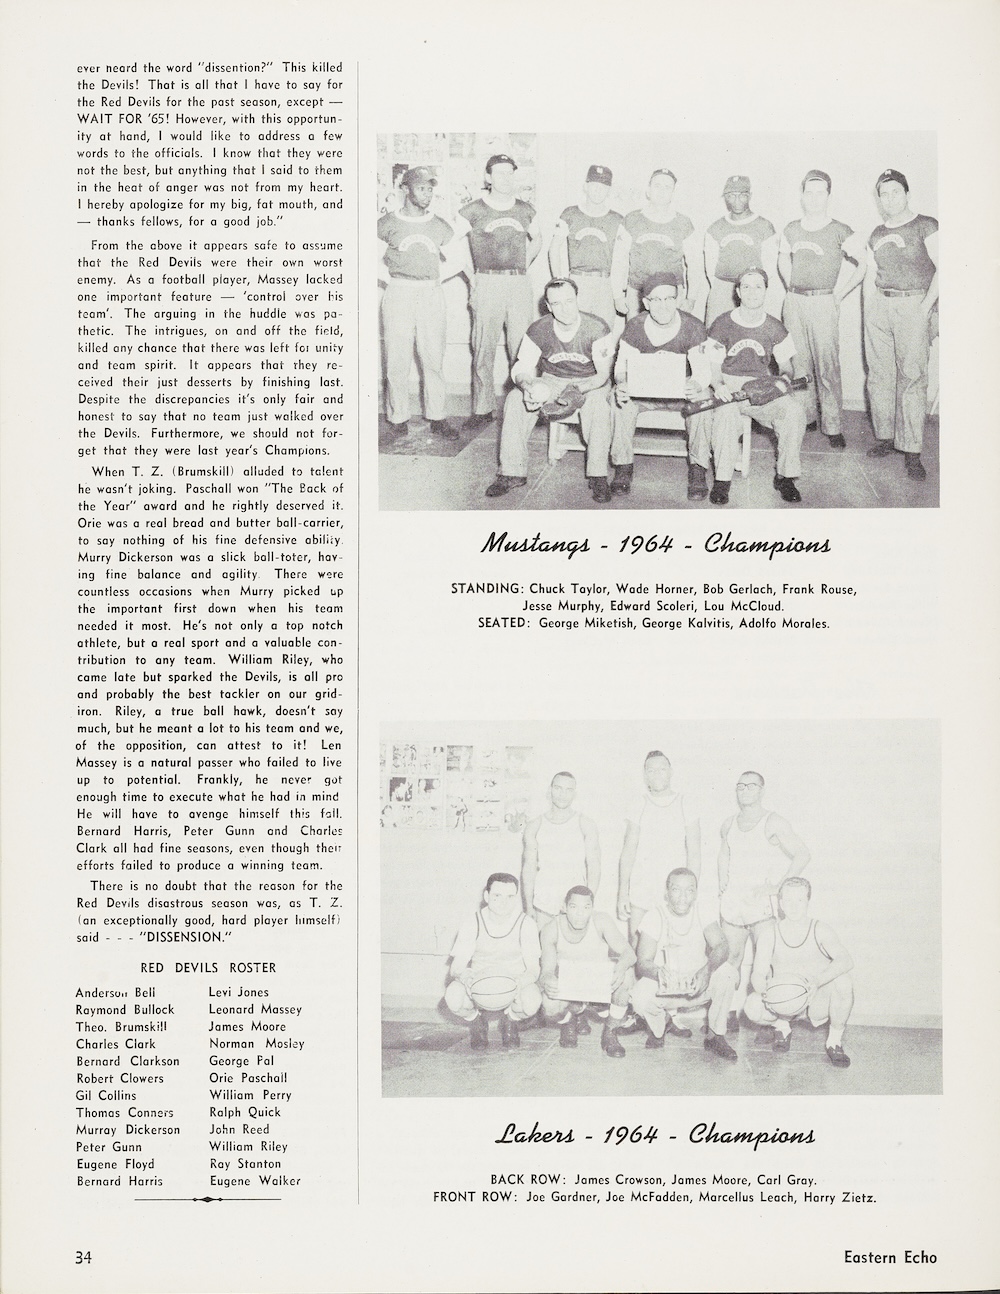 ever heard the word "dissention?" This killed
the Devils! That is all that I have to say for
the Red Devils for the past season, except —
WAIT FOR '65! However, with this opportun-
ity at hand, I would like to address a few
words to the officials. I know that they were
not the best, but anything that I said to them
in the heat of anger was not from my heart.
I hereby apologize for my big, fat mouth, and
— thanks fellows, for a good job."
From the above it appears safe to assume
that the Red Devils were their own worst
enemy. As a football player, Massey lacked
one important feature — 'control over his
team'. The arguing in the huddle was pa-
thetic. The intrigues, on and off the field,
killed any chance that there was left for unity
and team spirit. It appears that they re-
ceived their just desserts by finishing last.
Despite the discrepancies it's only fair and
honest to say that no team just walked over
the Devils. Furthermore, we should not for-
get that they were last year's Champions.
When T. Z. (Brumskill) alluded to talent
he wasn't joking. Paschall won "The Back of
the Year" award and he rightly deserved it.
Orie was a real bread and butter ball-carrier,
to say nothing of his fine defensive ability.
Murry Dickerson was a slick ball-toter, hav-
ing fine balance and agility. There were
countless occasions when Murry picked up
the important first down when his team
needed it most. He's not only a top notch
athlete, but a real sport and a valuable con-
tribution to any team. William Riley, who
came late but sparked the Devils, is all pro
and probably the best tackler on our grid-
iron. Riley, a true ball hawk, doesn't say
much, but he meant a lot to his team and we,
of the opposition, can attest to it! Len
Massey is a natural passer who failed to live
up to potential. Frankly, he never got
enough time to execute what he had in mind
He will have to avenge himself this fall.
Bernard Harris, Peter Gunn and Charles
Clark all had fine seasons, even though their
efforts failed to produce a winning team.
There is no doubt that the reason for the
Red Devils disastrous season was, as T. Z.
(an exceptionally good, hard player himself)
said - - - "DISSENSION."
RED DEVILS ROSTER
Anderson Bell
Raymond Bullock
Theo. Brumskill
Charles Clark
Bernard Clarkson
Robert Clowers
Gil Collins
Thomas Conners
Murray Dickerson
Peter Gunn
Eugene Floyd
Bernard Harris
Levi Jones
Leonard Massey
James Moore
Norman Mosley
George Pal
Orie Paschall
William Perry
Ralph Quick
John Reed
William Riley
Ray Stanton
Eugene Walker
Mustangs - 1964 - Champions
STANDING: Chuck Taylor, Wade Horner, Bob Gerlach, Frank Rouse,
Jesse Murphy, Edward Scoleri, Lou McCloud.
SEATED: George Miketish, George Kalvitis, Adolfo Morales.
Lakers - 1964 - Champions
BACK ROW: James Crowson, James Moore, Carl Gray.
FRONT ROW: Joe Gardner, Joe McFadden, Marcellus Leach, Harry Zietz.
34
Eastern Echo